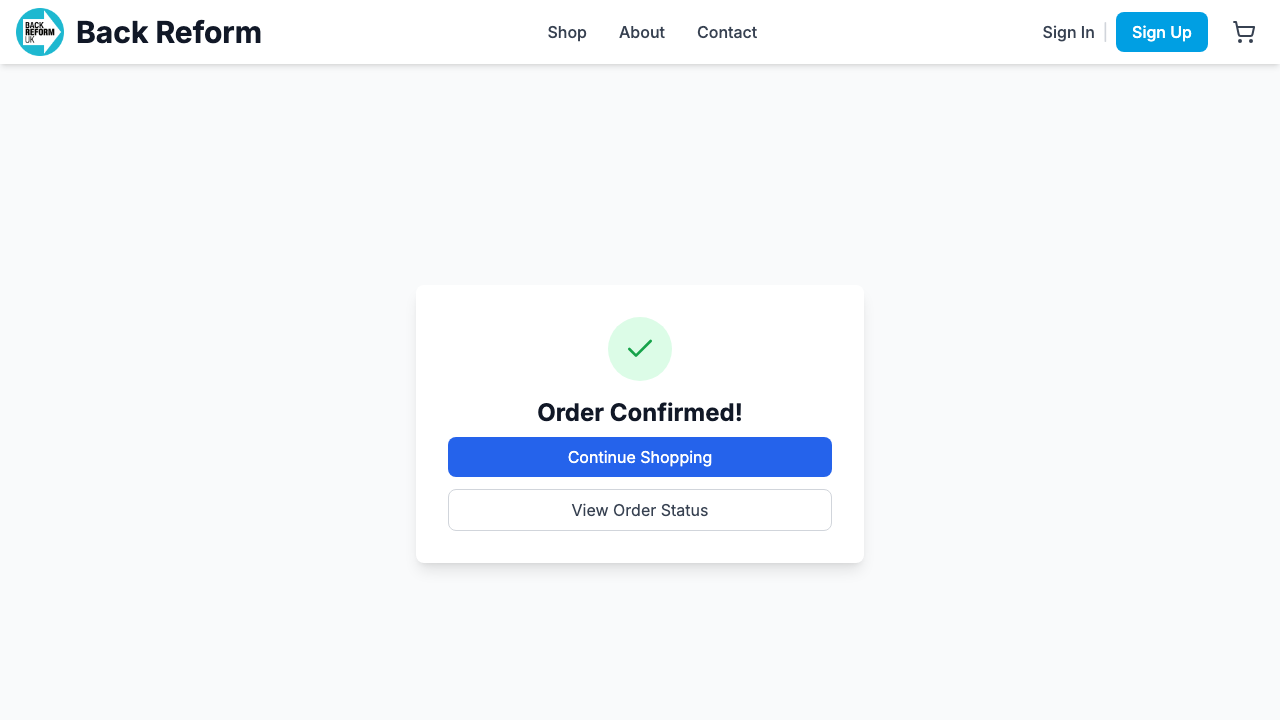 BACK
REFORM
UK
Back Reform
Shop
About
Contact
Sign In
Sign Up
Order Confirmed!
Continue Shopping
View Order Status